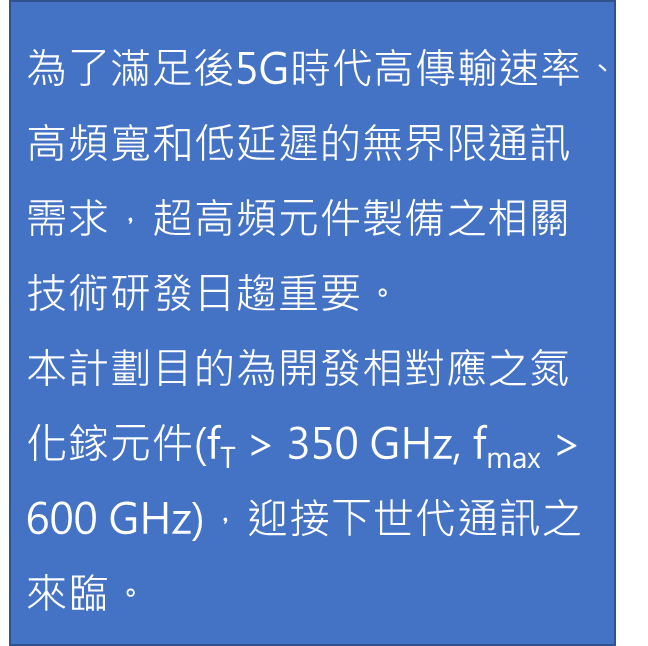 為了滿足後5G時代高傳輸速率、
高頻寬和低延遲的無界限通訊
需求，超高頻元件製備之相關
技術研發日趨重要。
本計劃目的為開發相對應之氮
化鎵元件(fT > 350 GHz, fmax >
600 GHz)，迎接下世代通訊之
來臨。